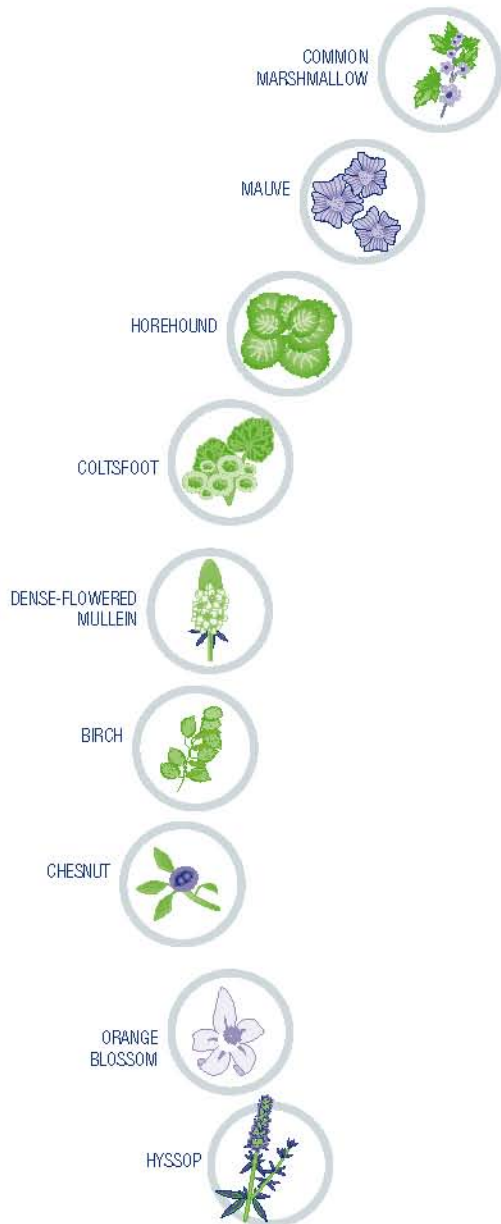 COMMON
MARSHMALLOW
MAUVE
HOREHOUND
COLTSFOOT
DENSE-FLOWERED
MULLEIN
BIRCH
CHESNUT
ORANGE
BLOSSOM
HYSSOP